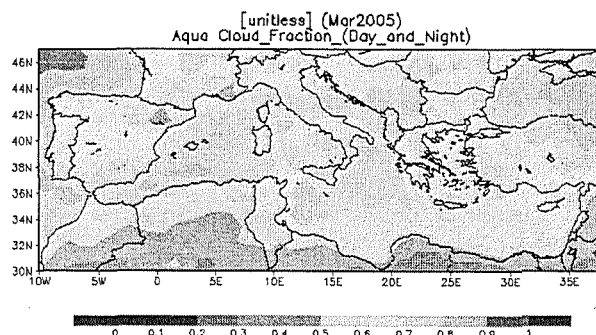 [unitless] (Mar2005)
Aqua Cloud_Fraction_(Day_and_Night)
46N
44N
42N
40N
38N
36N
34N
32N
30N
10W 5W 0 5E 10E 15E 20E 25E 30E 35E
0 0.1 0.2 0.3 0.4 0.5 0.6 0.7 0.8 0.9 1